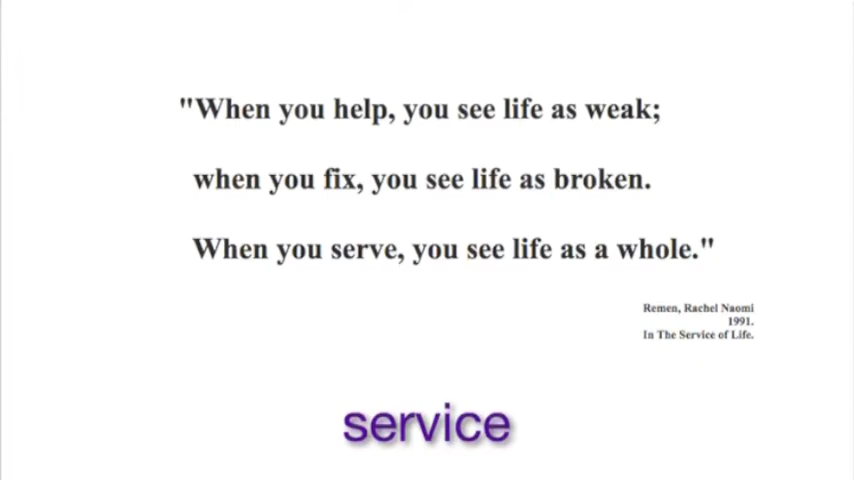 "When you help, you see life as weak;
when you fix, you see life as broken.
When you serve, you see life as a whole."
Remen, Rachel Naomi
1991.
In The Service of Life.
service